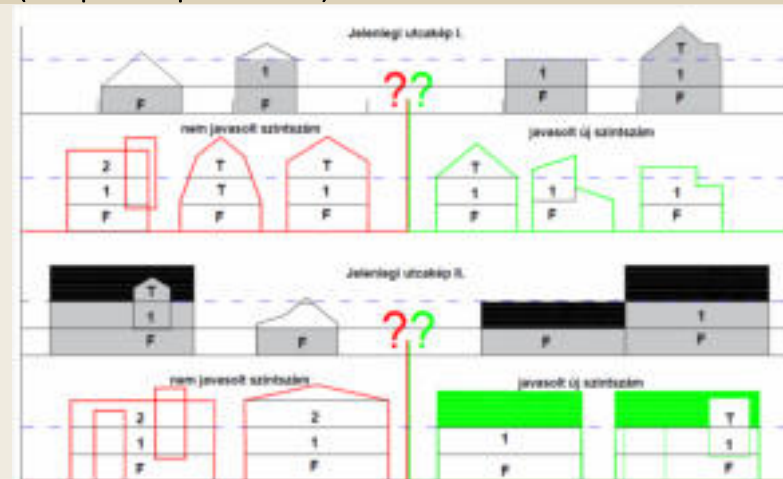 Jelenlegi utcakép I.
T
1 1 1
F F F F
??
nem javasolt szintszám javasolt új szintszám
2 T T T
1 T 1 1 1 1
F F F F F F
Jelenlegi utcakép II.
T
1 1
F F F F
??
nem javasolt szintszám javasolt új szintszám
2 2 T
1 1 1 1
F F F F